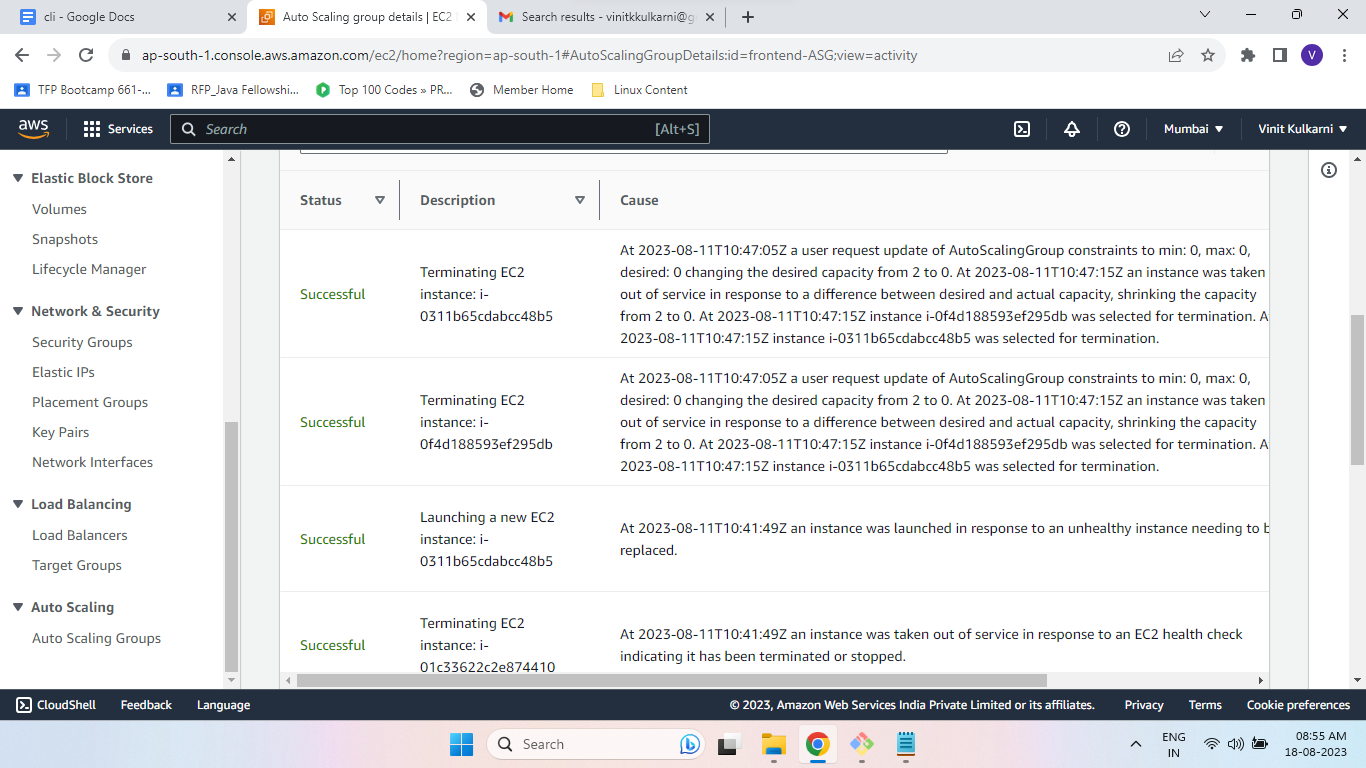 cli - Google Docs
Auto Scaling group details | EC2
Search results - vinitkkulkarni@g
ap-south-1.console.aws.amazon.com/ec2/home?region=ap-south-1#AutoScalingGroupDetails:id=frontend-ASG;view=activity
V
TFP Bootcamp 661-...
RFP_Java Fellowshi...
Top 100 Codes » PR...
Member Home
Linux Content
aws
Services
Search
[Alt+S]
Mumbai
Vinit Kulkarni
Elastic Block Store
Volumes
Snapshots
Lifecycle Manager
Network & Security
Security Groups
Elastic IPs
Placement Groups
Key Pairs
Network Interfaces
Load Balancing
Load Balancers
Target Groups
Auto Scaling
Auto Scaling Groups
Status
Description
Cause
Successful
Terminating EC2
instance: i-
0311b65cdabcc48b5
At 2023-08-11T10:47:05Z a user request update of AutoScalingGroup constraints to min: 0, max: 0,
desired: 0 changing the desired capacity from 2 to 0. At 2023-08-11T10:47:15Z an instance was taken
out of service in response to a difference between desired and actual capacity, shrinking the capacity
from 2 to 0. At 2023-08-11T10:47:15Z instance i-0f4d188593ef295db was selected for termination. A
2023-08-11T10:47:15Z instance i-0311b65cdabcc48b5 was selected for termination.
Successful
Terminating EC2
instance: i-
0f4d188593ef295db
At 2023-08-11T10:47:05Z a user request update of AutoScalingGroup constraints to min: 0, max: 0,
desired: 0 changing the desired capacity from 2 to 0. At 2023-08-11T10:47:15Z an instance was taken
out of service in response to a difference between desired and actual capacity, shrinking the capacity
from 2 to 0. At 2023-08-11T10:47:15Z instance i-0f4d188593ef295db was selected for termination. A
2023-08-11T10:47:15Z instance i-0311b65cdabcc48b5 was selected for termination.
Successful
Launching a new EC2
instance: i-
0311b65cdabcc48b5
At 2023-08-11T10:41:49Z an instance was launched in response to an unhealthy instance needing to b
replaced.
Successful
Terminating EC2
instance: i-
01c33622c2e874410
At 2023-08-11T10:41:49Z an instance was taken out of service in response to an EC2 health check
indicating it has been terminated or stopped.
CloudShell
Feedback
Language
© 2023, Amazon Web Services India Private Limited or its affiliates.
Privacy
Terms
Cookie preferences
Search
ENG
IN
08:55 AM
18-08-2023